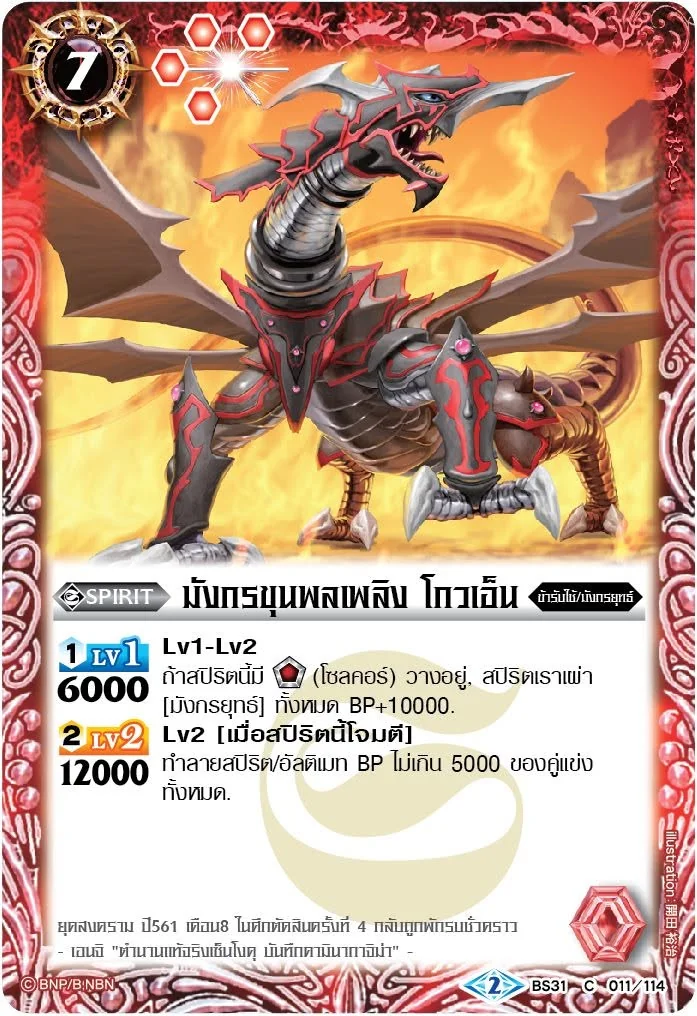 7
SPIRIT มังกรขุนพลเพลิง โกวเอ็น ข้ารับใช้/มังกรยุทธ์
1 LV1
6000
Lv1-Lv2
ถ้าสปิริตนี้มี (โซลคอร์) วางอยู่, สปิริตเราเผ่า
[มังกรยุทธ์] ทั้งหมด BP+10000.
2 LV2
12000
Lv2 [เมื่อสปิริตนี้โจมตี]
ทำลายสปิริต/อัลติเมท BP ไม่เกิน 5000 ของคู่แข่ง
ทั้งหมด.
illustration : 開田 裕治
ยุคสงคราม ปี561 เดือน8 ในศึกตัดสินครั้งที่ 4 กลับถูกพักรบชั่วคราว
- เอนจิ "ตำนานแท้จริงเซ็นโงคุ บันทึกคามินากาจิม่า" -
©BNP/B,NBN
2 BS31 C 011/114